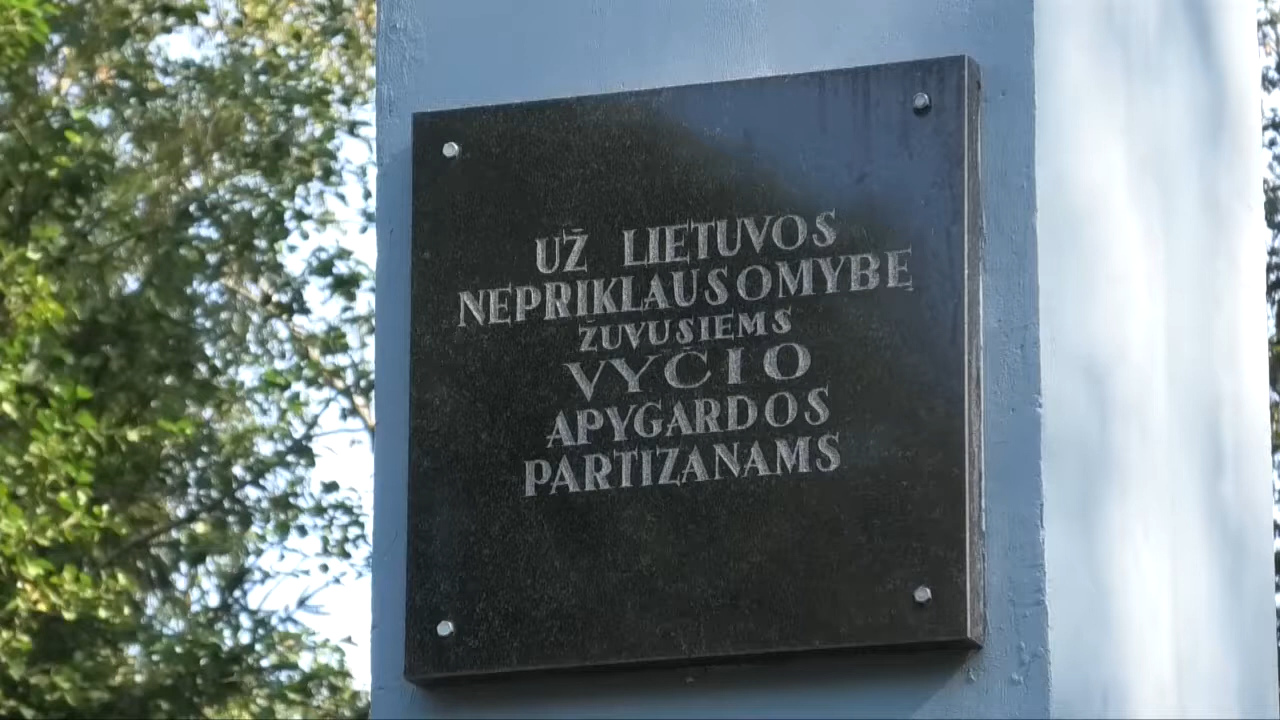 UŽ LIETUVOS
NEPRIKLAUSOMYBE
ŽUVUSIEMS
VYČIO
APYGARDOS
PARTIZANAMS